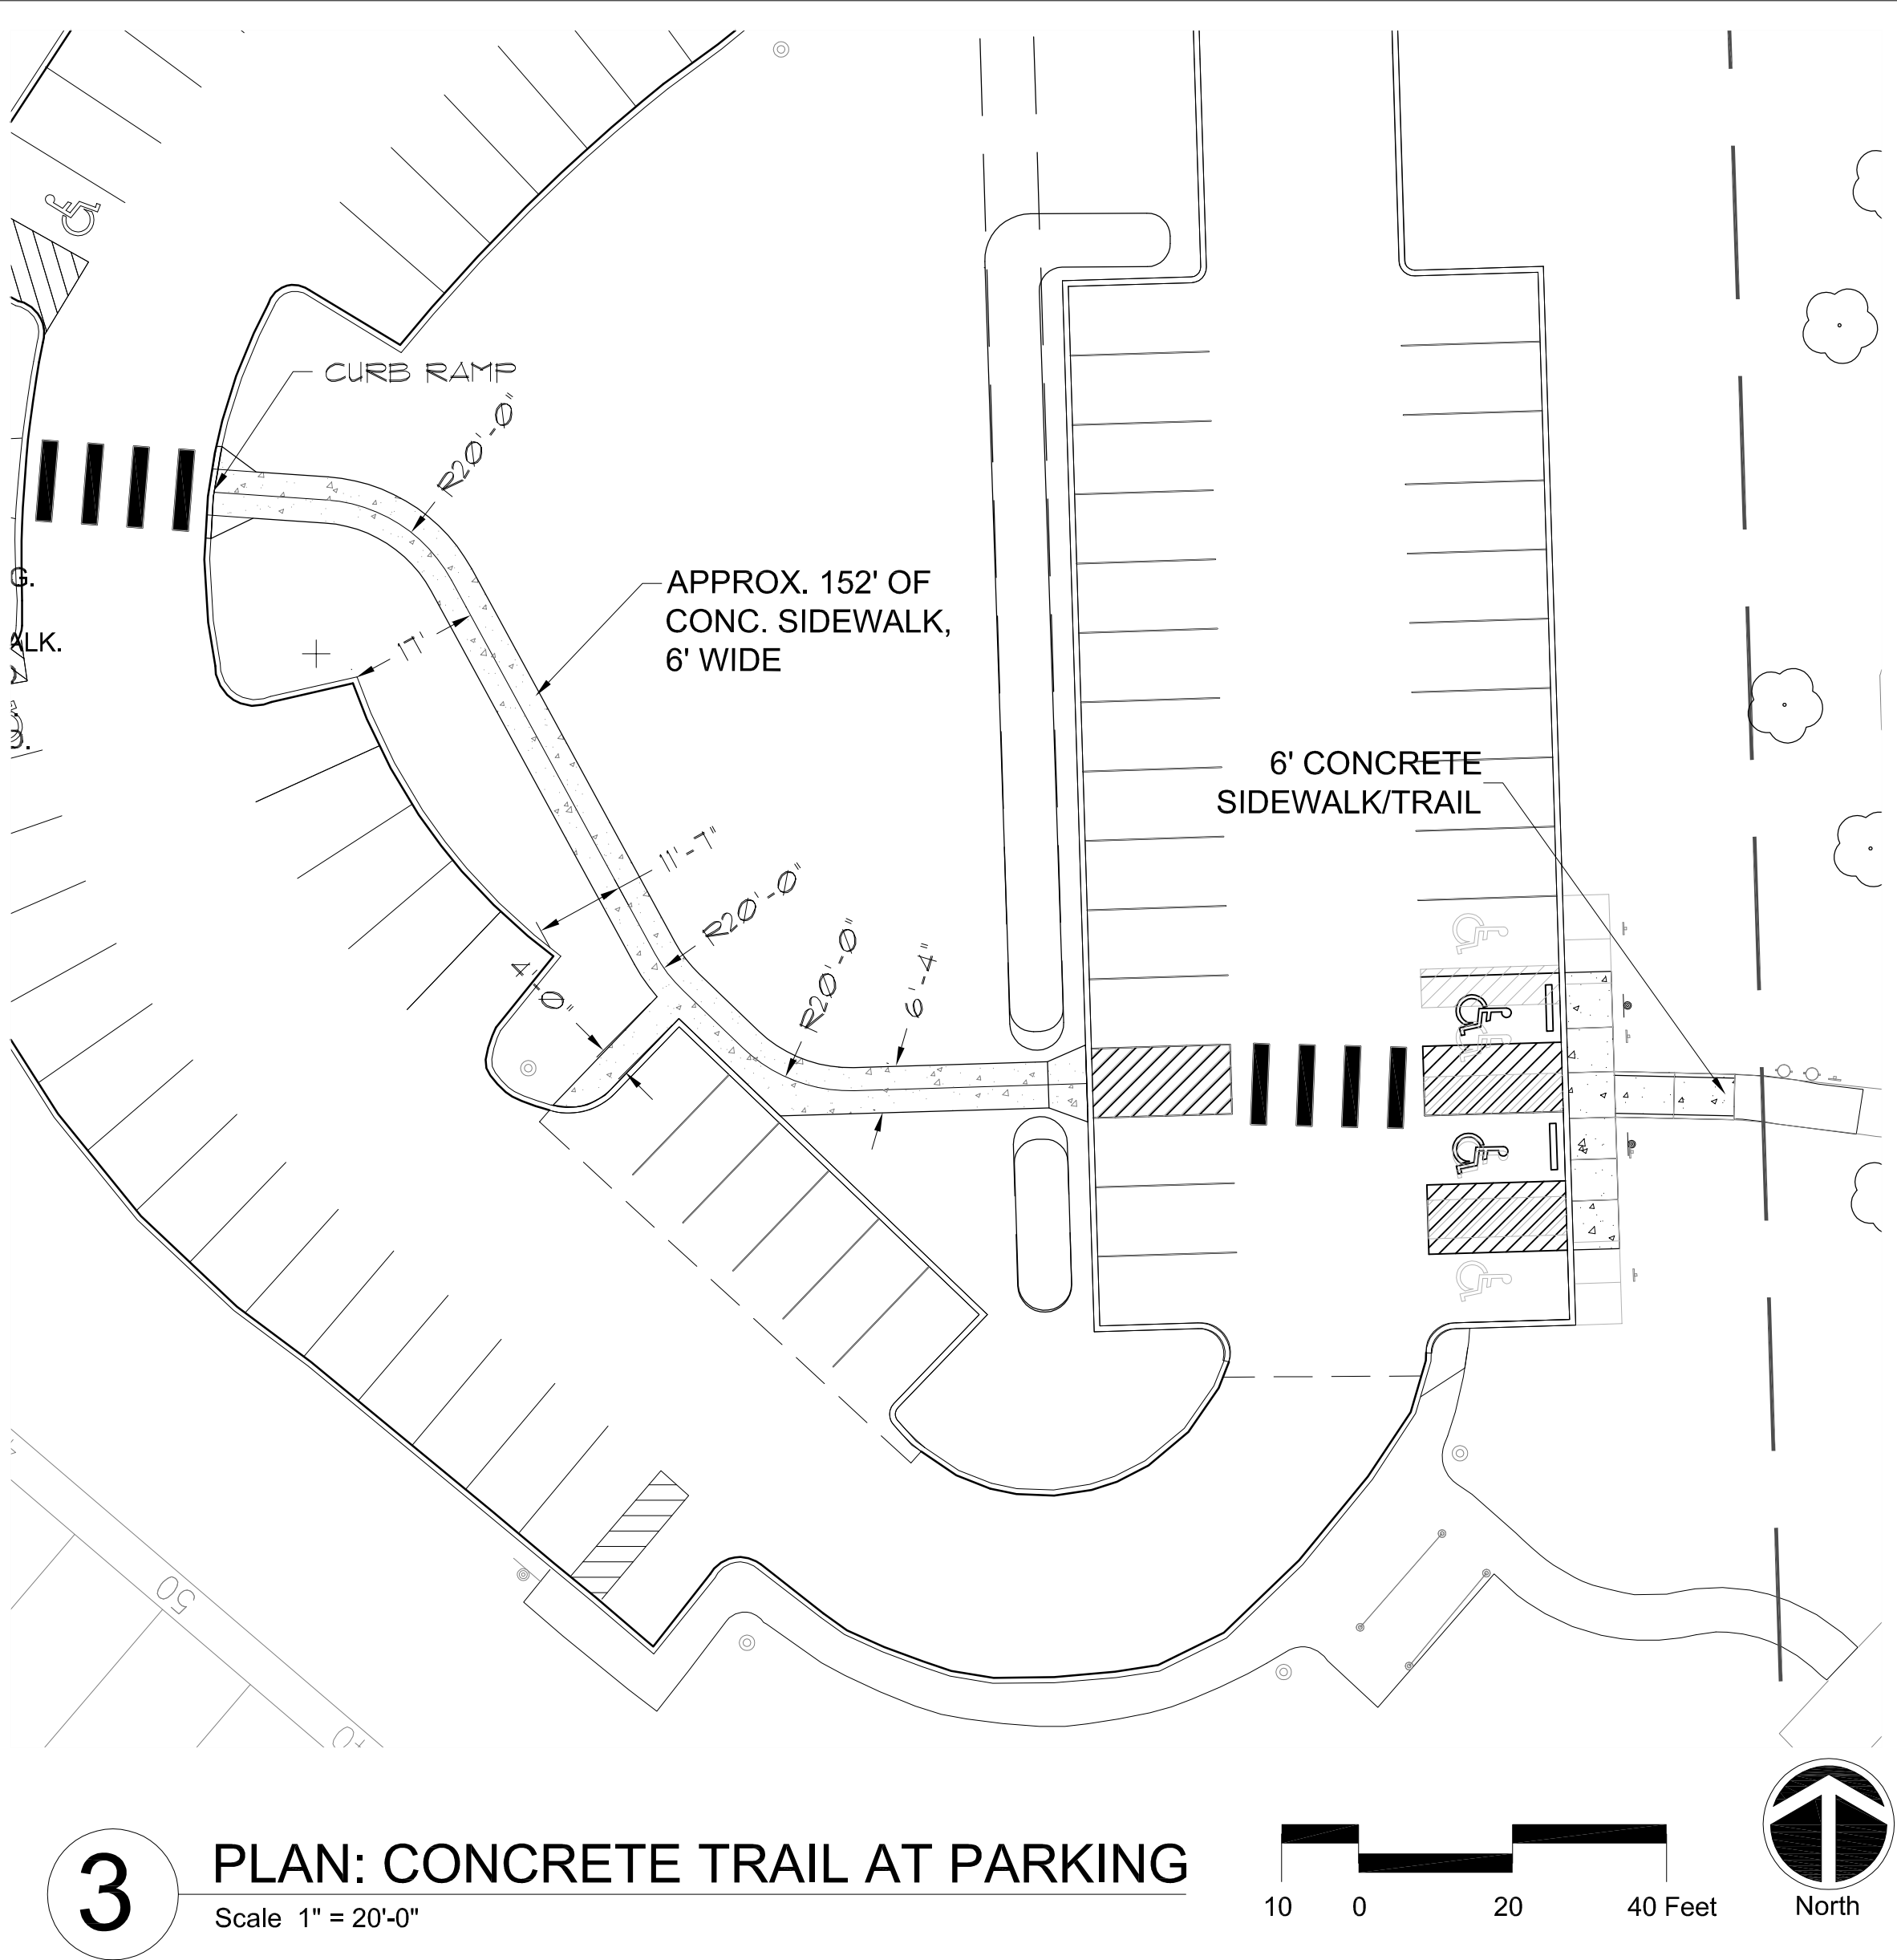 CURB RAMP
R20'-0"
G.
APPROX. 152' OF
CONC. SIDEWALK,
6' WIDE
ALK.
17'
6' CONCRETE
SIDEWALK/TRAIL
11'-7"
R20'-0"
R20'-0"
6'-4"
4'-0"
50
3
PLAN: CONCRETE TRAIL AT PARKING
Scale 1" = 20'-0"
10 0 20 40 Feet
North